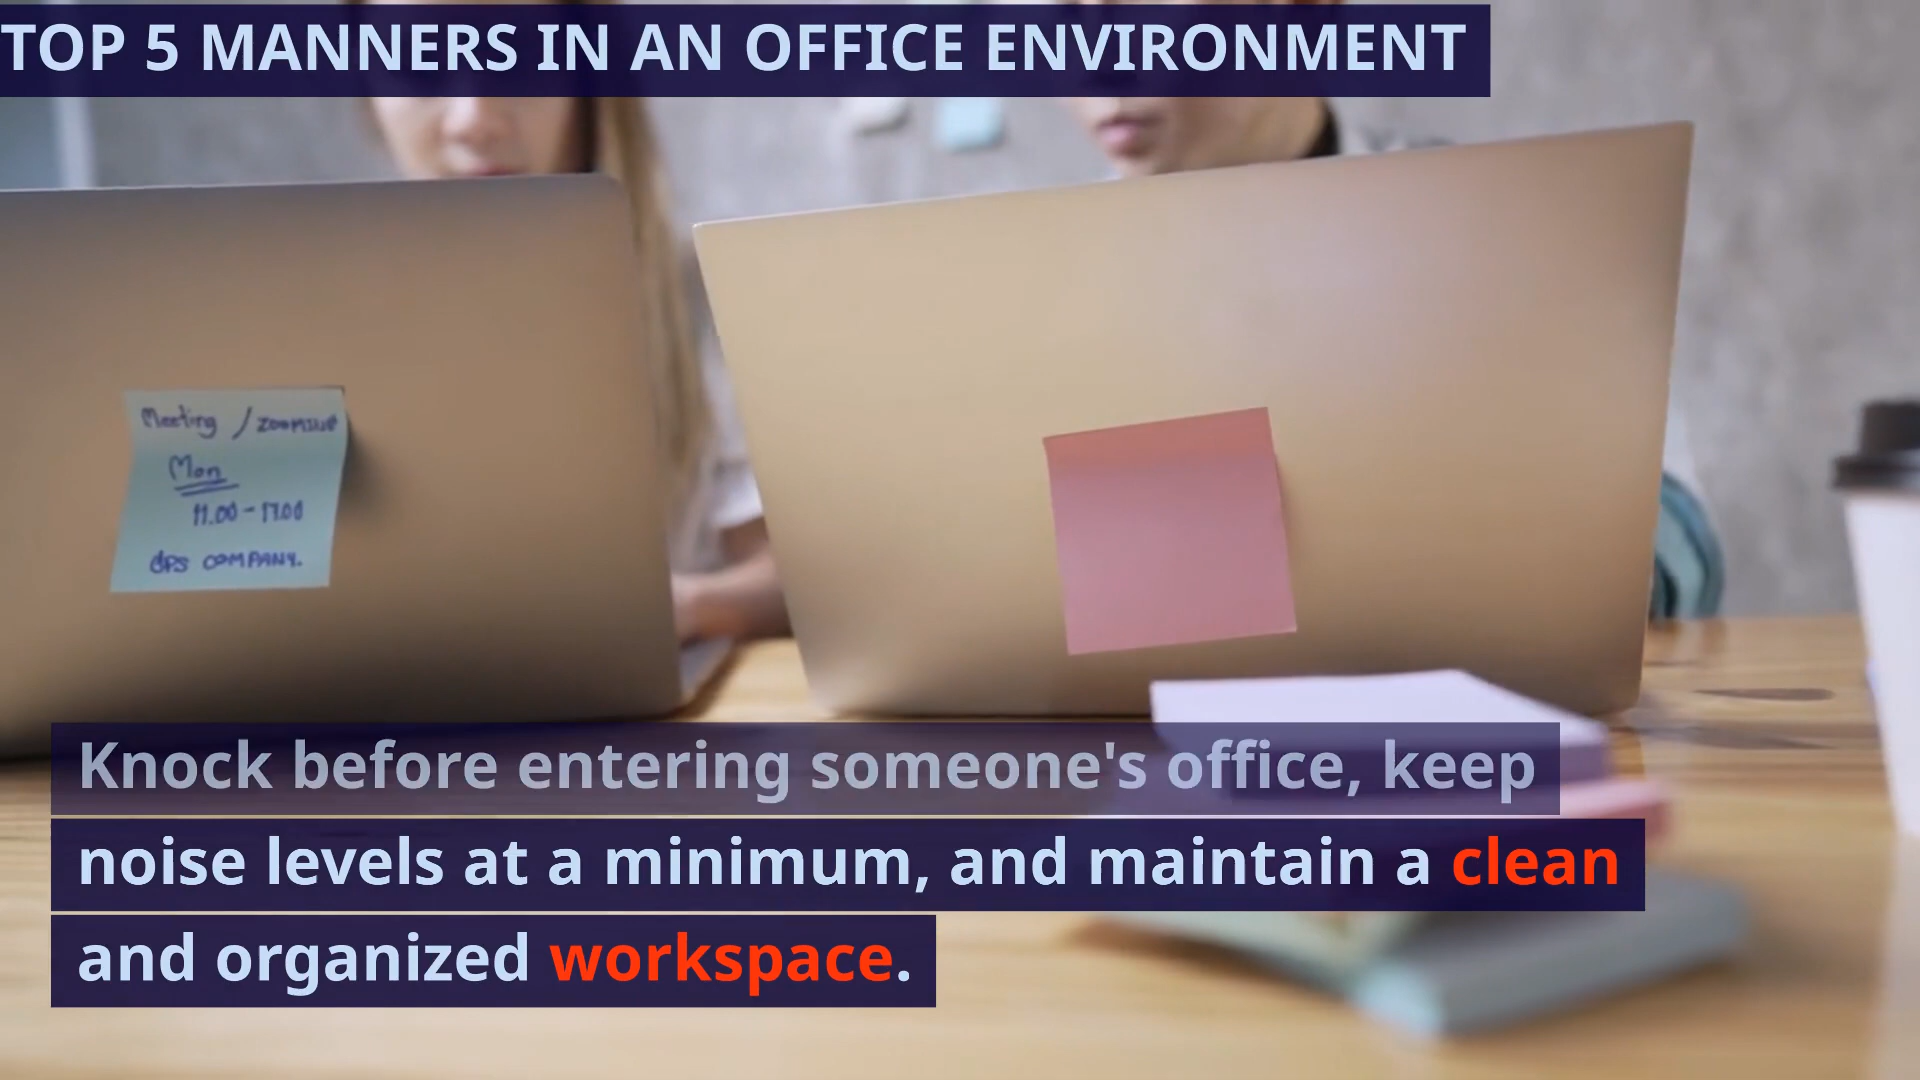 TOP 5 MANNERS IN AN OFFICE ENVIRONMENT
Meeting / ZOOMING
Mon
11.00 - 17.00
COMPANY.
Knock before entering someone's office, keep
noise levels at a minimum, and maintain a clean
and organized workspace.